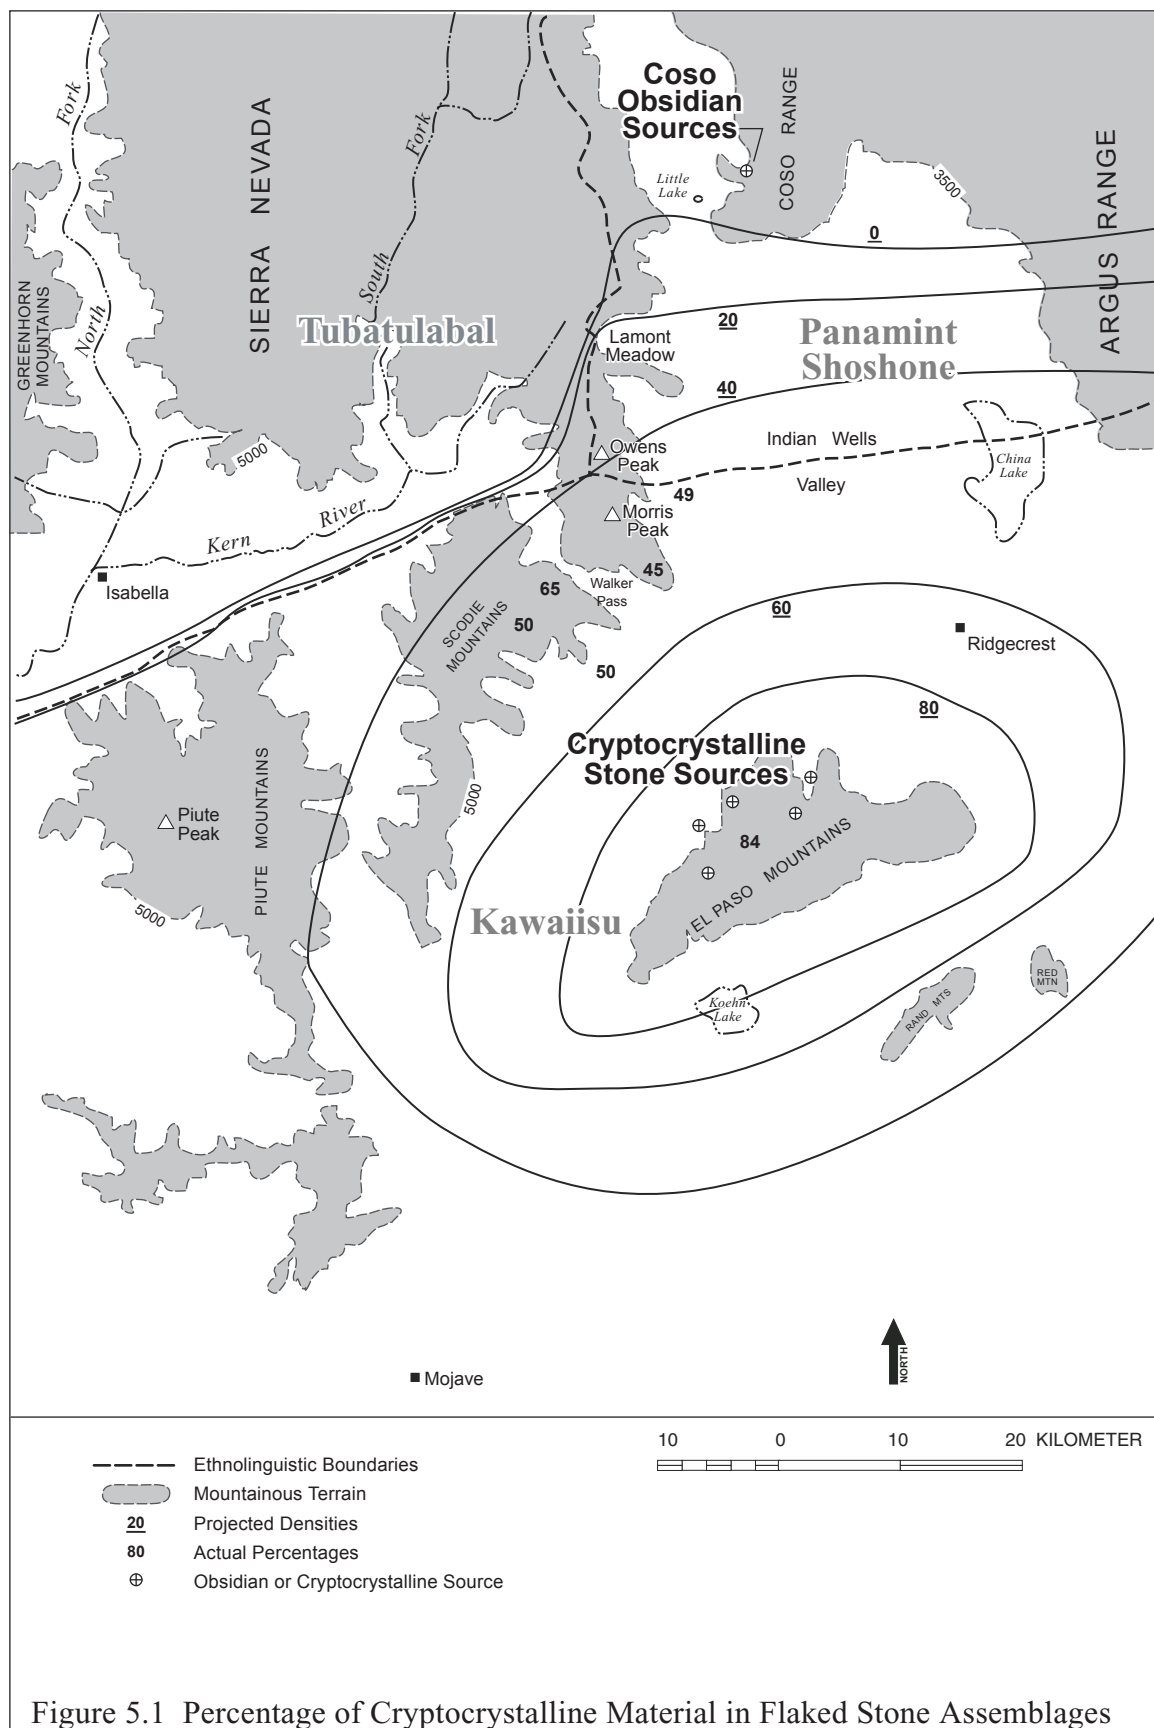 Coso
Obsidian
Sources
COSO RANGE
Fork
Fork
SIERRA NEVADA
ARGUS RANGE
3500
Little
Lake
0
South
North
GREENHORN
MOUNTAINS
Tubatulabal
20
Panamint
Shoshone
Lamont
Meadow
40
5000
Owens
Peak
Indian Wells
Valley
China
Lake
49
Morris
Peak
River
Kern
45
Walker
Pass
65
Isabella
60
SCODIE
MOUNTAINS
50
Ridgecrest
50
80
Cryptocrystalline
Stone Sources
5000
PIUTE MOUNTAINS
Piute
Peak
84
EL PASO MOUNTAINS
5000
Kawaiisu
RED
MTN
RAND MTS
Koehn
Lake
NORTH
Mojave
10 0 10 20 KILOMETER
Ethnolinguistic Boundaries
Mountainous Terrain
20 Projected Densities
80 Actual Percentages
Obsidian or Cryptocrystalline Source
Figure 5.1 Percentage of Cryptocrystalline Material in Flaked Stone Assemblages